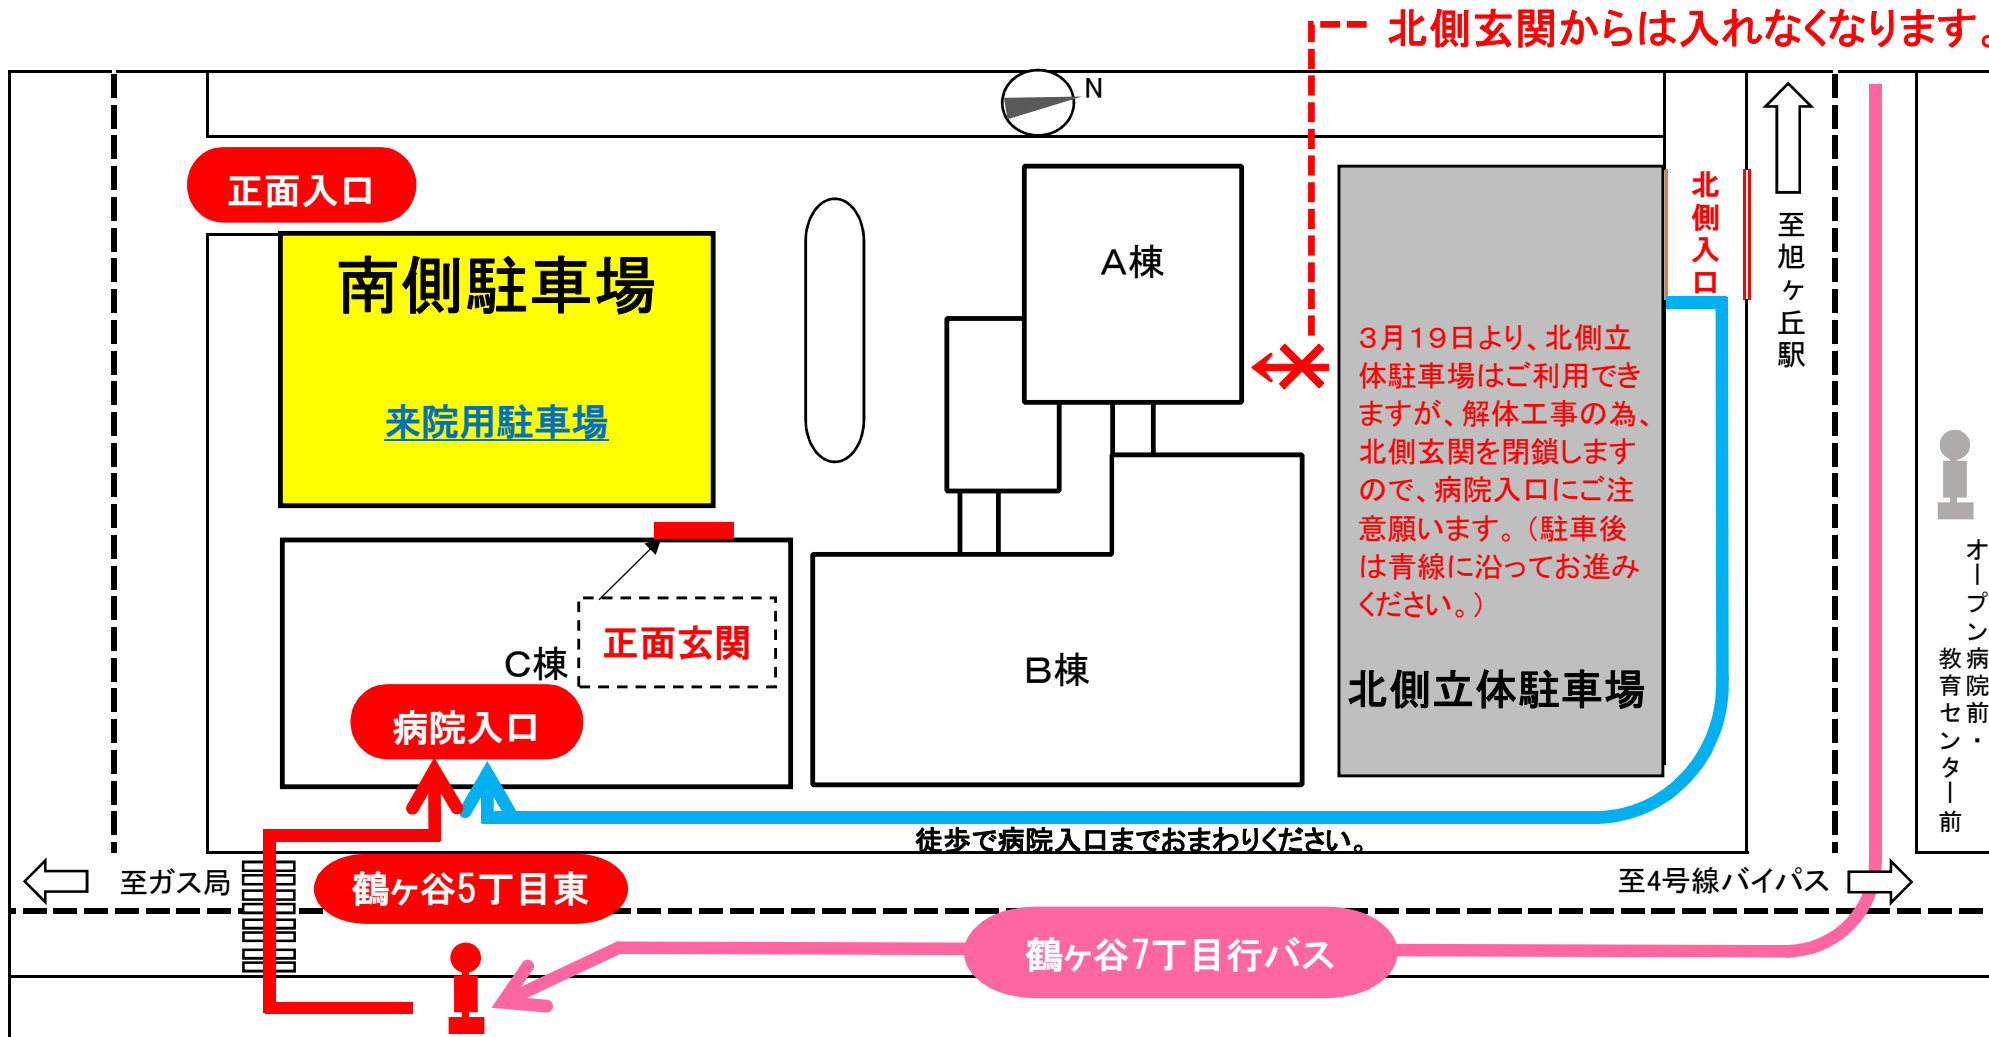 北側玄関からは入れなくなります。
N
正面入口
南側駐車場
来院用駐車場
A棟
北側入口
至旭ヶ丘駅
3月19日より、北側立
体駐車場はご利用でき
ますが、解体工事の為、
北側玄関を閉鎖します
ので、病院入口にご注
意願います。（駐車後
は青線に沿ってお進み
ください。）
北側立体駐車場
オープン病院前・
教育センター前
正面玄関
C棟
B棟
病院入口
徒歩で病院入口までおまわりください。
至ガス局
鶴ヶ谷5丁目東
至4号線バイパス
鶴ヶ谷7丁目行バス